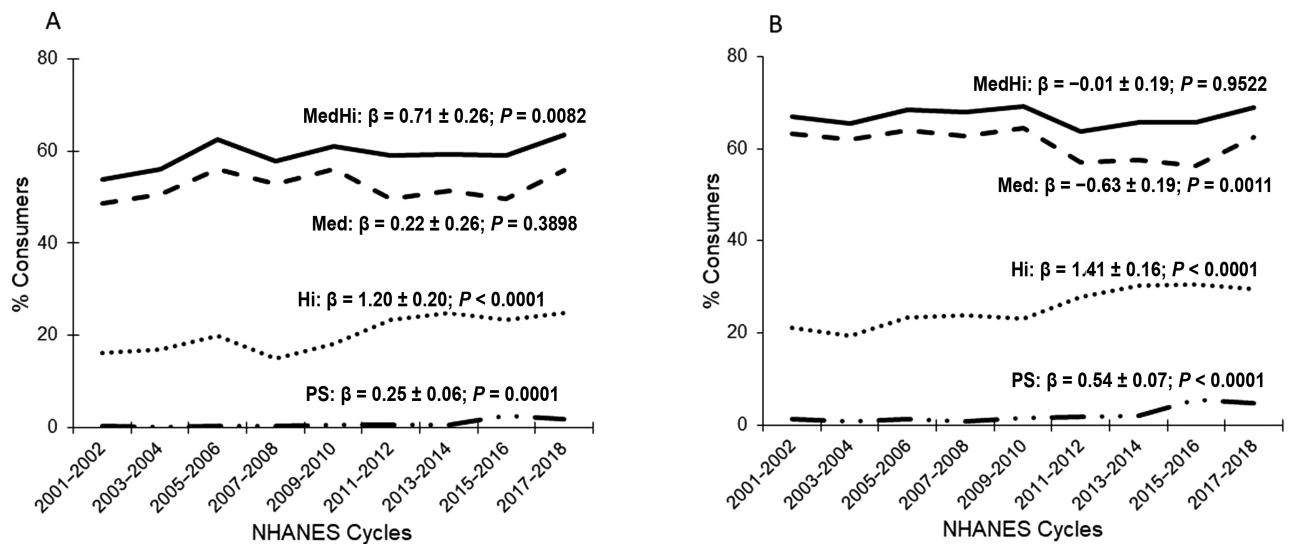 A
% Consumers
80
60
40
20
0
MedHi: β = 0.71 ± 0.26; P = 0.0082
Med: β = 0.22 ± 0.26; P = 0.3898
Hi: β = 1.20 ± 0.20; P < 0.0001
PS: β = 0.25 ± 0.06; P = 0.0001
2001–2002
2003–2004
2005–2006
2007–2008
2009–2010
2011–2012
2013–2014
2015–2016
2017–2018
NHANES Cycles
B
% Consumers
80
60
40
20
0
MedHi: β = −0.01 ± 0.19; P = 0.9522
Med: β = −0.63 ± 0.19; P = 0.0011
Hi: β = 1.41 ± 0.16; P < 0.0001
PS: β = 0.54 ± 0.07; P < 0.0001
2001–2002
2003–2004
2005–2006
2007–2008
2009–2010
2011–2012
2013–2014
2015–2016
2017–2018
NHANES Cycles